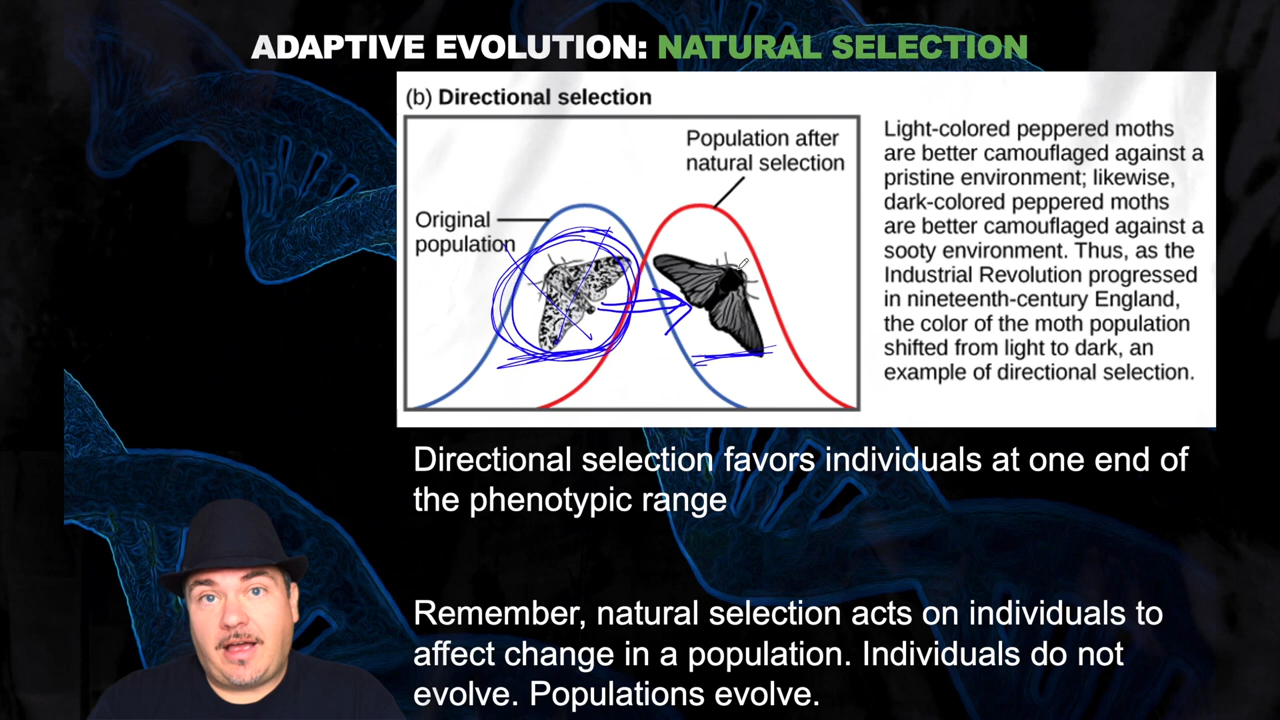 ADAPTIVE EVOLUTION: NATURAL SELECTION
(b) Directional selection
Population after
natural selection
Original
population
Light-colored peppered moths
are better camouflaged against a
pristine environment; likewise,
dark-colored peppered moths
are better camouflaged against a
sooty environment. Thus, as the
Industrial Revolution progressed
in nineteenth-century England,
the color of the moth population
shifted from light to dark, an
example of directional selection.
Directional selection favors individuals at one end of
the phenotypic range
Remember, natural selection acts on individuals to
affect change in a population. Individuals do not
evolve. Populations evolve.